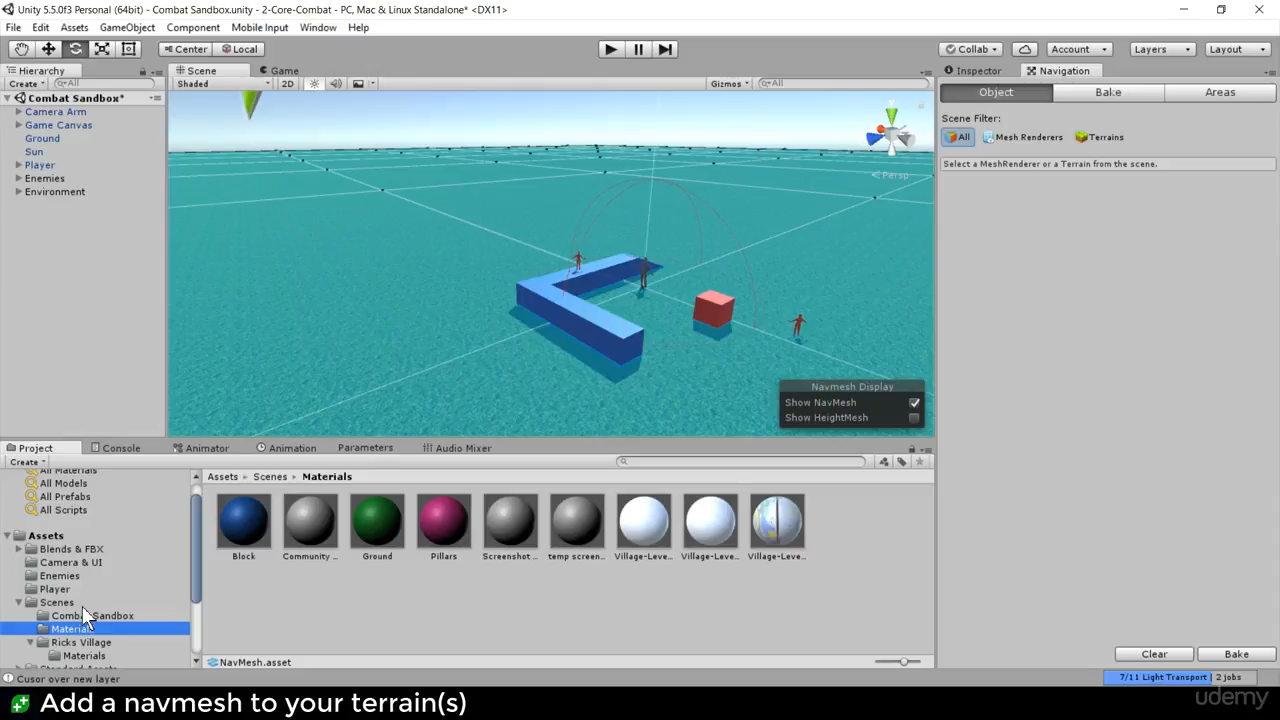 Unity 5.5.0f3 Personal (64bit) - Combat Sandbox.unity - 2-Core-Combat - PC, Mac & Linux Standalone* <DX11>
File Edit Assets GameObject Component Mobile Input Window Help
Center Local Collab Account Layers Layout
Hierarchy Scene Game Inspector Navigation
Create All Shaded 2D Gizmos All
Object Bake Areas
Combat Sandbox*
Camera Arm
Game Canvas
Ground
Sun
Player
Enemies
Environment
Scene Filter:
All Mesh Renderers Terrains
Select a MeshRenderer or a Terrain from the scene.
y
< Persp
Navmesh Display
Show NavMesh
Show HeightMesh
Project Console Animator Animation Parameters Audio Mixer
Create
All Materials
All Models
All Prefabs
All Scripts
Assets
Blends & FBX
Camera & UI
Enemies
Player
Scenes
Combat Sandbox
Materials
Ricks Village
Materials
Standard Assets
Assets > Scenes > Materials
Block Community ... Ground Pillars Screenshot ... temp screen... Village-Leve... Village-Leve... Village-Leve...
NavMesh.asset
Clear Bake
Cusor over new layer
7/11 Light Transport | 2 jobs
Add a navmesh to your terrain(s)
udemy